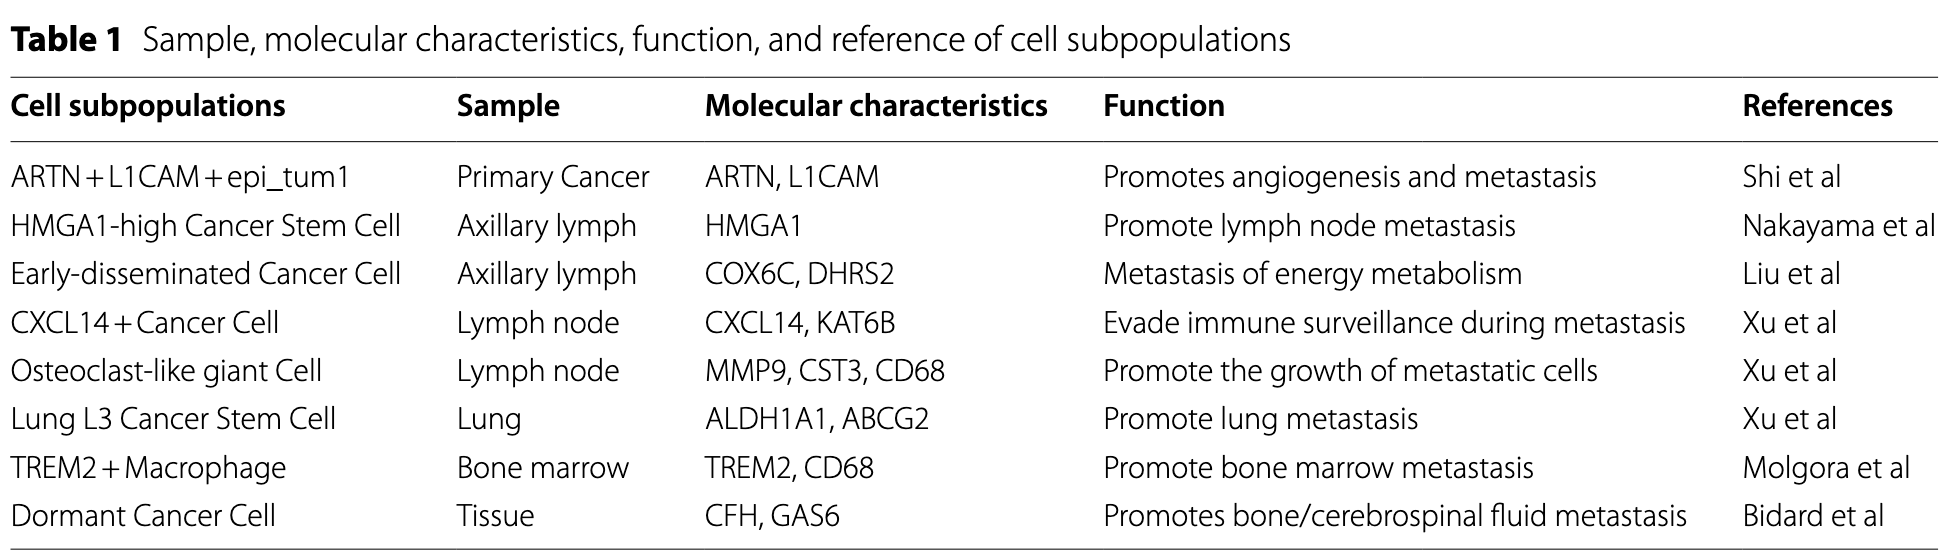 Table 1 Sample, molecular characteristics, function, and reference of cell subpopulations
Cell subpopulations Sample Molecular characteristics Function References
ARTN + L1CAM + epi_tum1 Primary Cancer ARTN, L1CAM Promotes angiogenesis and metastasis Shi et al
HMGA1-high Cancer Stem Cell Axillary lymph HMGA1 Promote lymph node metastasis Nakayama et al
Early-disseminated Cancer Cell Axillary lymph COX6C, DHRS2 Metastasis of energy metabolism Liu et al
CXCL14 + Cancer Cell Lymph node CXCL14, KAT6B Evade immune surveillance during metastasis Xu et al
Osteoclast-like giant Cell Lymph node MMP9, CST3, CD68 Promote the growth of metastatic cells Xu et al
Lung L3 Cancer Stem Cell Lung ALDH1A1, ABCG2 Promote lung metastasis Xu et al
TREM2 + Macrophage Bone marrow TREM2, CD68 Promote bone marrow metastasis Molgora et al
Dormant Cancer Cell Tissue CFH, GAS6 Promotes bone/cerebrospinal fluid metastasis Bidard et al